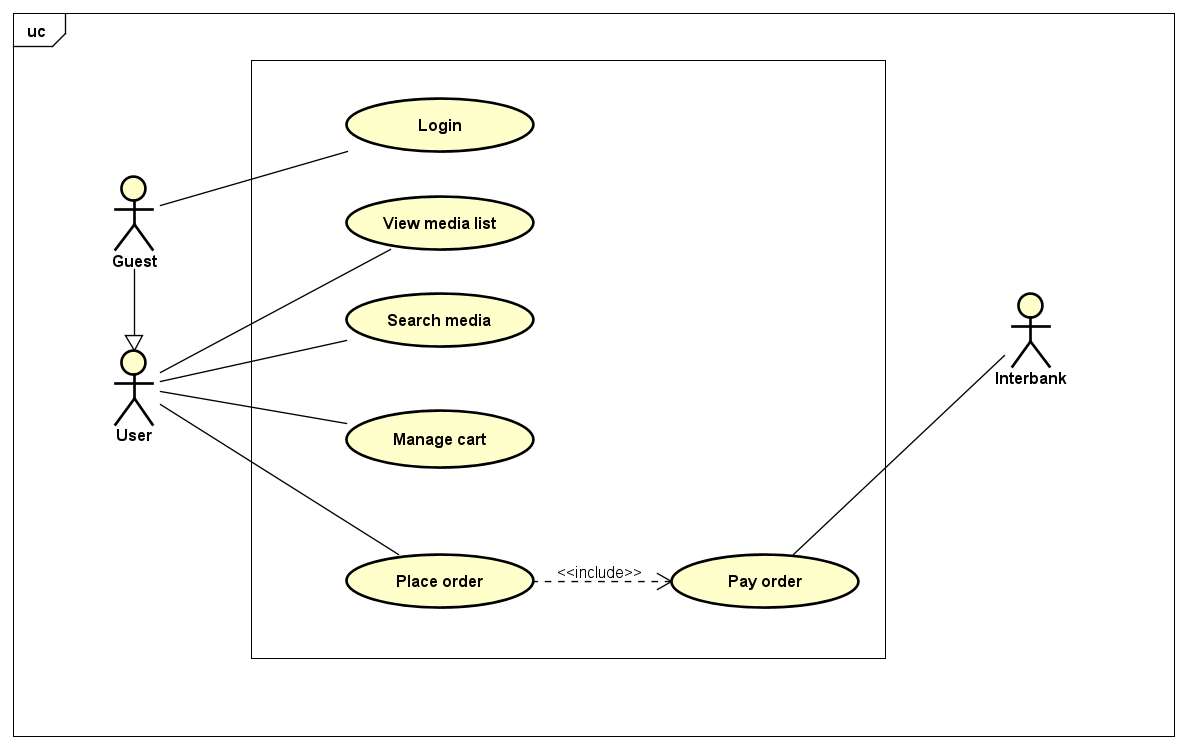 uc
Login
View media list
Guest
Search media
Interbank
User
Manage cart
Place order
<<include>>
Pay order